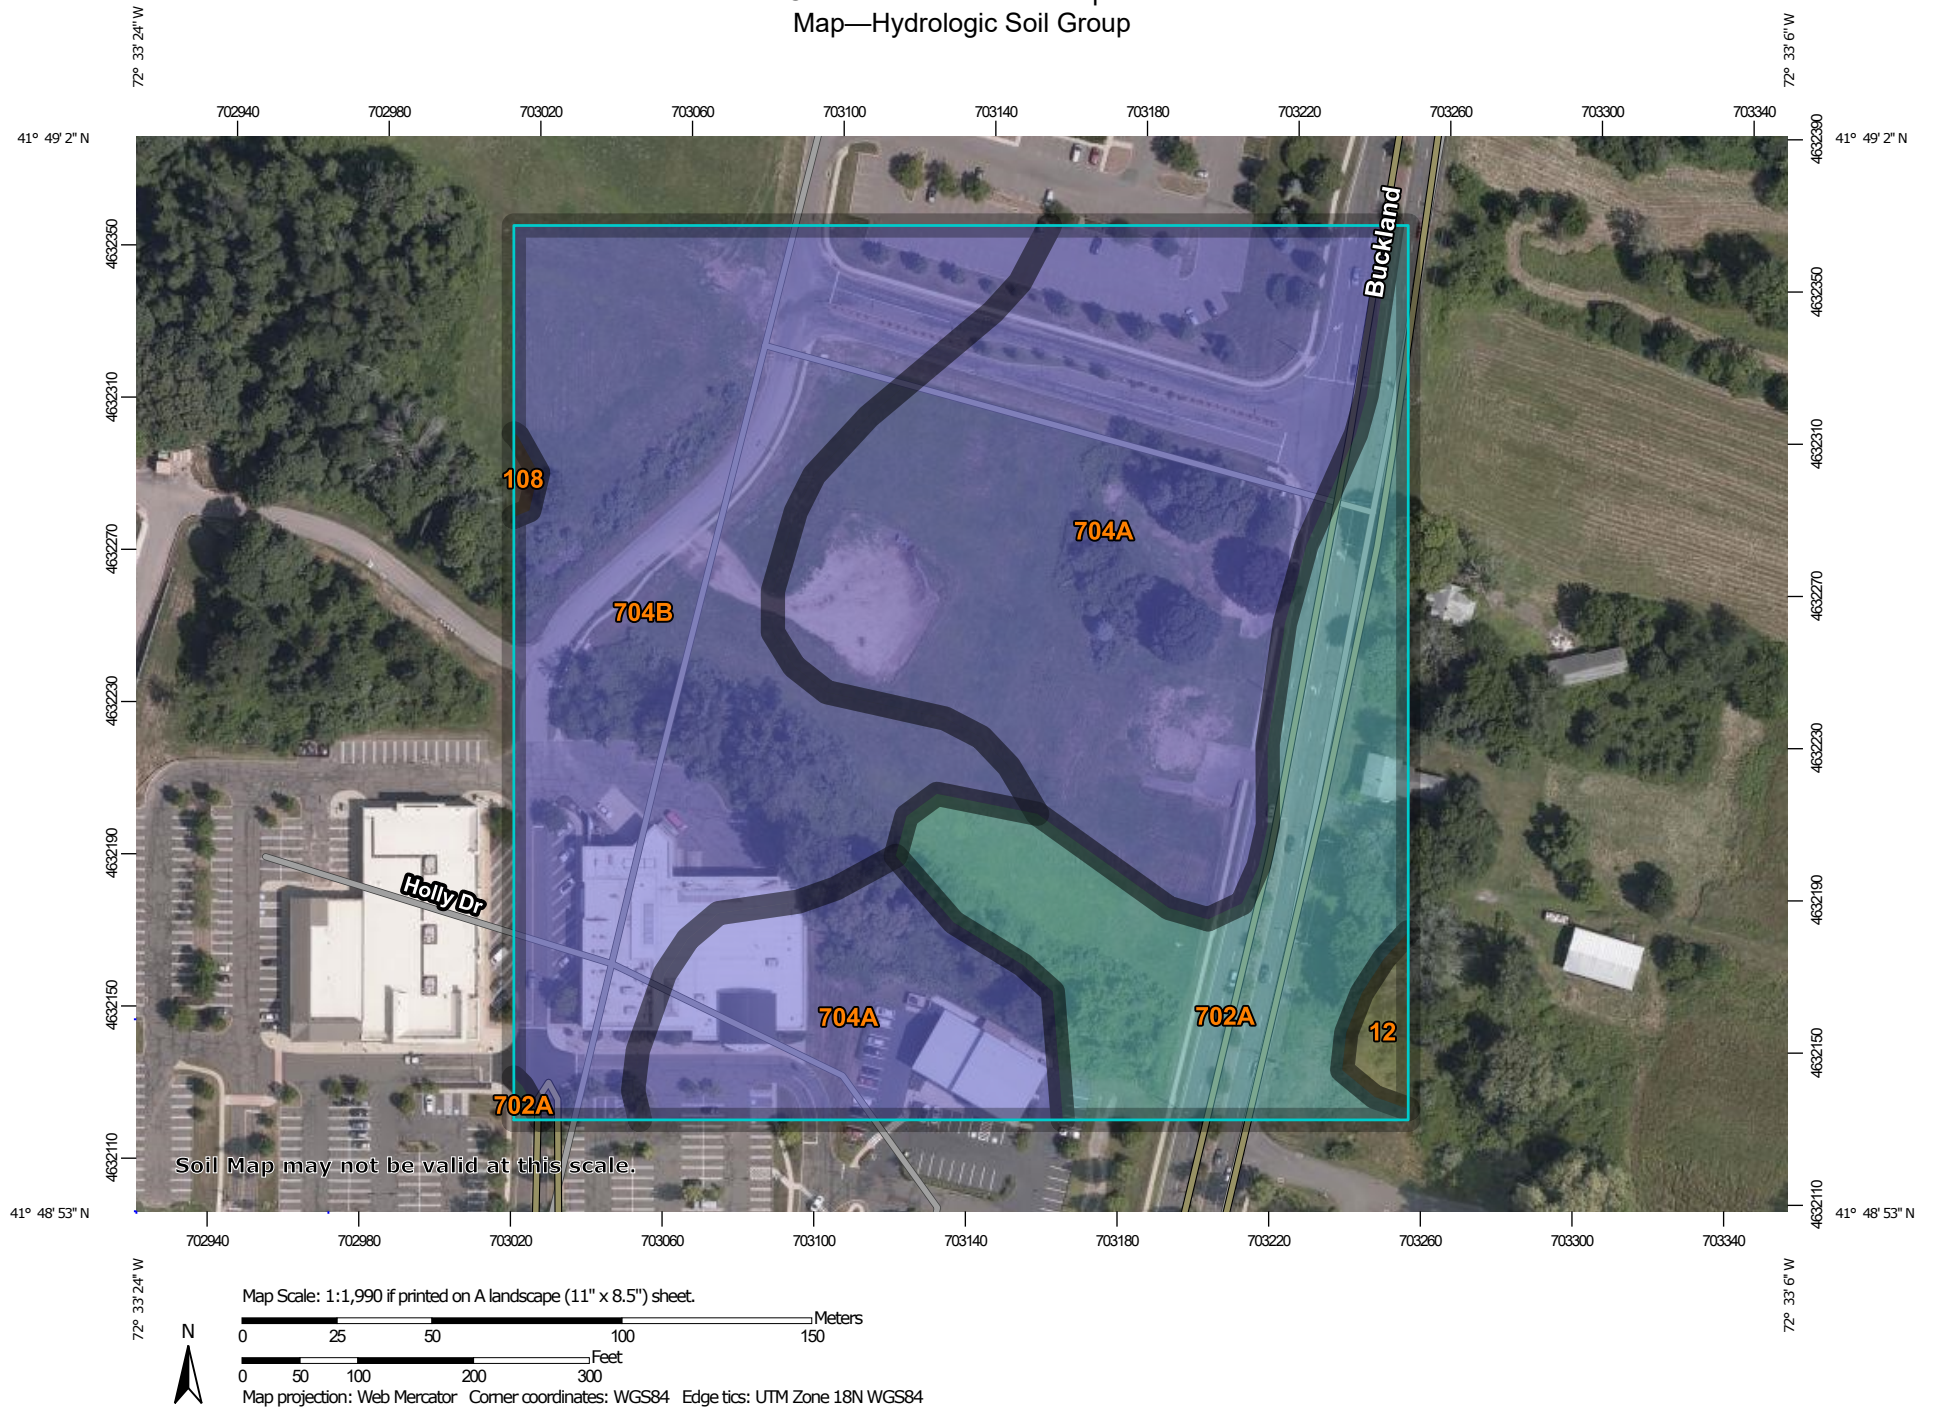 Map—Hydrologic Soil Group
72° 33' 24" W
72° 33' 6" W
702940 702980 703020 703060 703100 703140 703180 703220 703260 703300 703340
41° 49' 2" N
41° 49' 2" N
4632390
4632350
4632350
4632310
4632310
4632270
4632270
4632230
4632230
4632190
4632190
4632150
4632150
4632110
4632110
Buckland
108
704A
704B
Holly Dr
704A
702A
12
702A
Soil Map may not be valid at this scale.
41° 48' 53" N
41° 48' 53" N
702940 702980 703020 703060 703100 703140 703180 703220 703260 703300 703340
72° 33' 24" W
72° 33' 6" W
Map Scale: 1:1,990 if printed on A landscape (11" x 8.5") sheet.
Meters
0 25 50 100 150
Feet
0 50 100 200 300
N
Map projection: Web Mercator Corner coordinates: WGS84 Edge tics: UTM Zone 18N WGS84